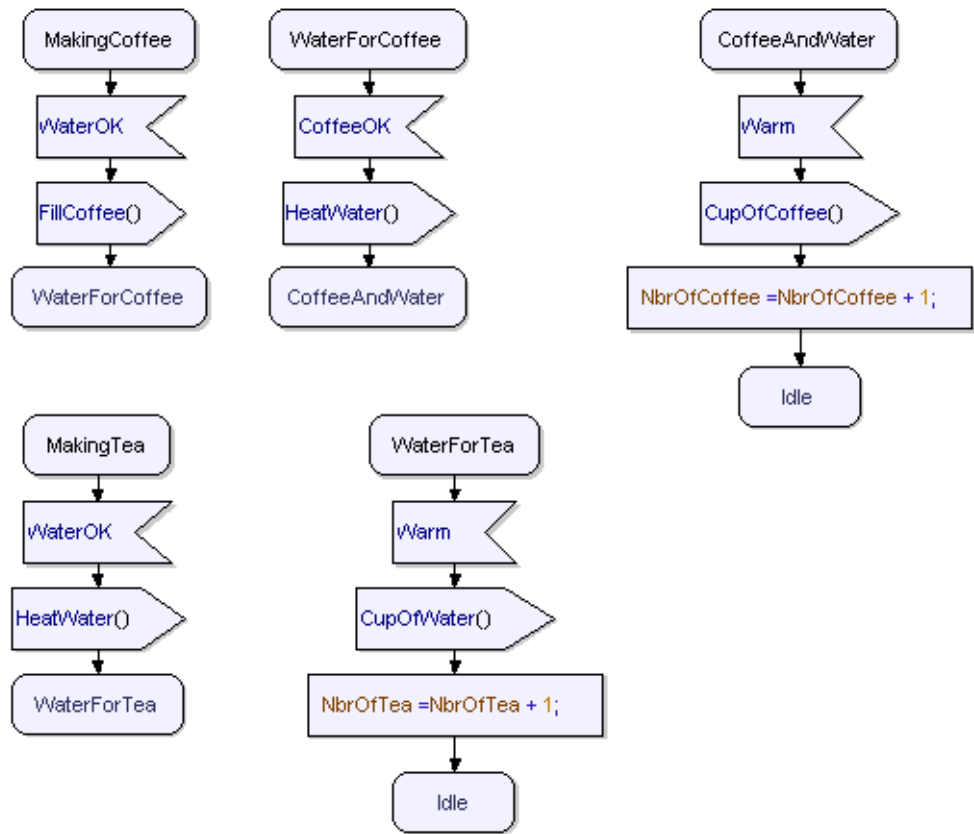 MakingCoffee
WaterOK
FillCoffee()
WaterForCoffee
WaterForCoffee
CoffeeOK
HeatWater()
CoffeeAndWater
CoffeeAndWater
Warm
CupOfCoffee()
NbrOfCoffee =NbrOfCoffee + 1;
Idle
MakingTea
WaterOK
HeatWater()
WaterForTea
WaterForTea
Warm
CupOfWater()
NbrOfTea =NbrOfTea + 1;
Idle